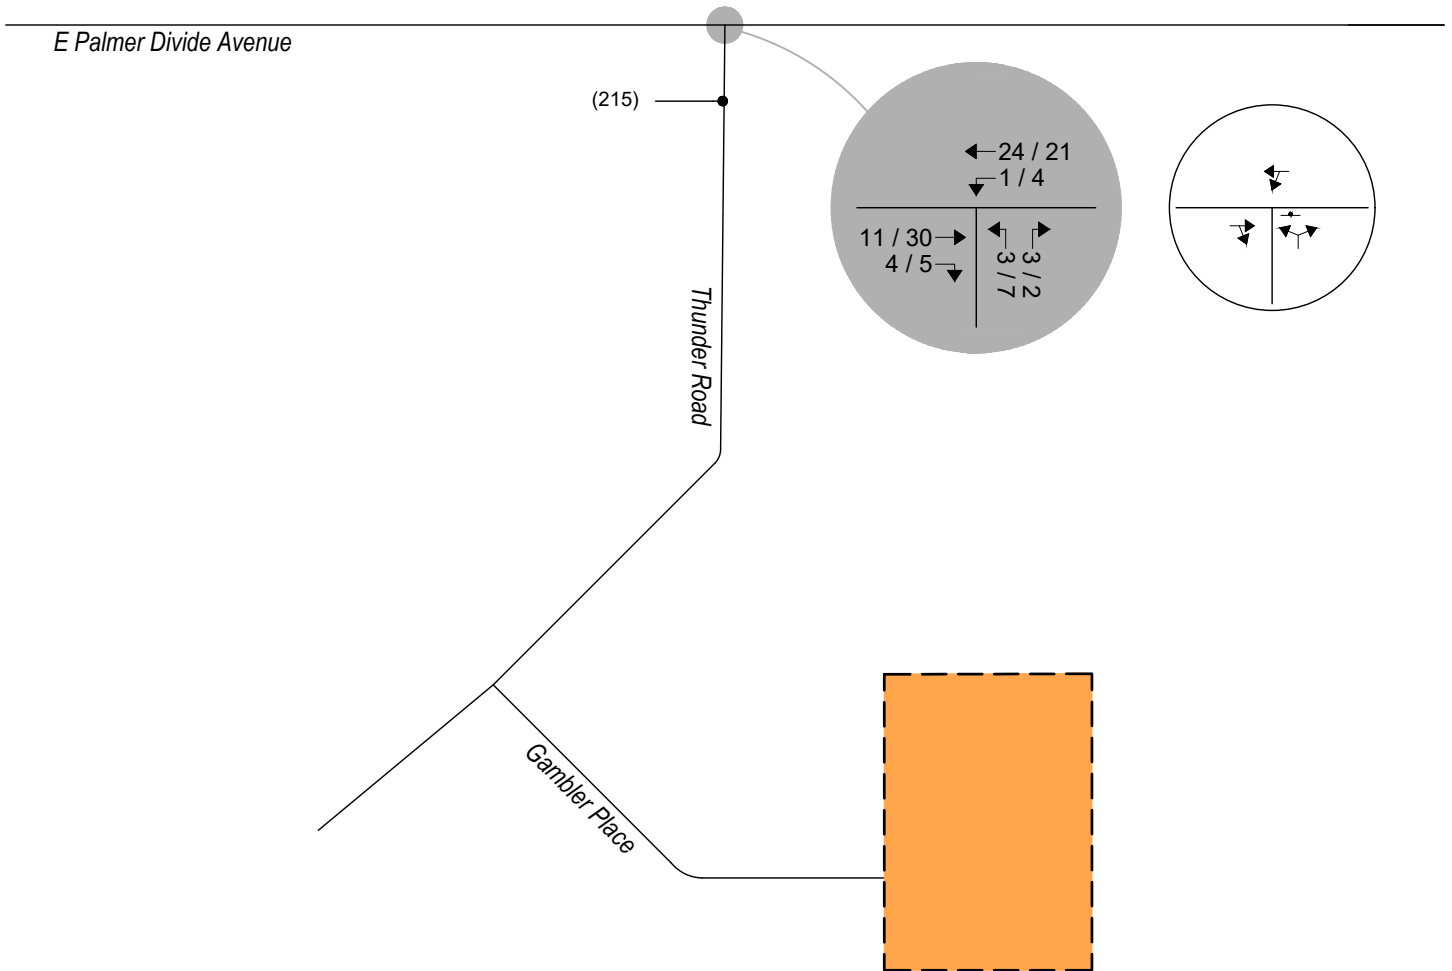 E Palmer Divide Avenue
(215)
24 / 21
1 / 4
11 / 30
4 / 5
3 / 7
3 / 2
Thunder Road
Gambler Place